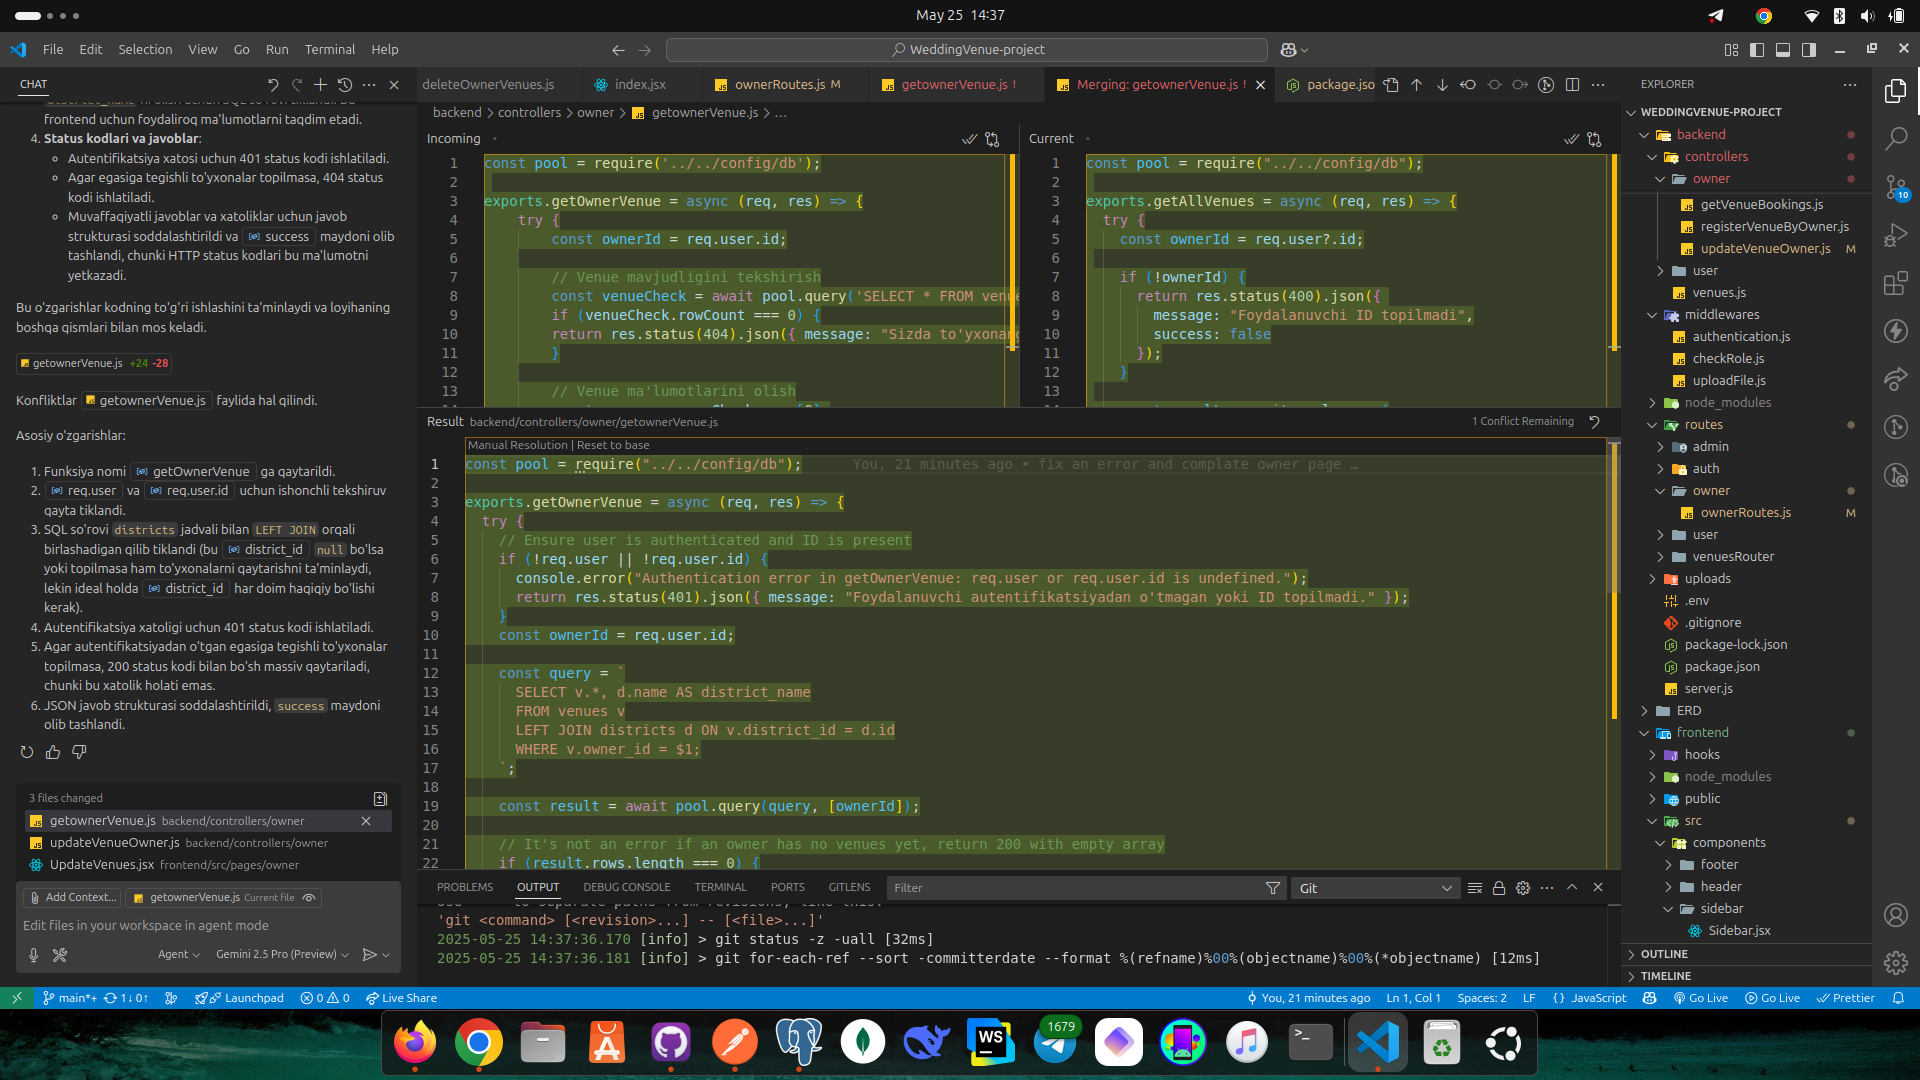 May 25 14:37
File Edit Selection View Go Run Terminal Help
WeddingVenue-project
CHAT
frontend uchun foydaliroq ma'lumotlarni taqdim etadi.
4. Status kodlari va javoblar:
Autentifikatsiya xatosi uchun 401 status kodi ishlatiladi.
Agar egasiga tegishli to'yxonalar topilmasa, 404 status
kodi ishlatiladi.
Muvaffaqiyatli javoblar va xatoliklar uchun javob
strukturasi soddalashtirildi va success maydoni olib
tashlandi, chunki HTTP status kodlari bu ma'lumotni
yetkazadi.
Bu o'zgarishlar kodning to'g'ri ishlashini ta'minlaydi va loyihaning
boshqa qismlari bilan mos keladi.
getownerVenue.js +24 -28
Konfliktlar getownerVenue.js faylida hal qilindi.
Asosiy o'zgarishlar:
1. Funksiya nomi getOwnerVenue ga qaytarildi.
2. req.user va req.user.id uchun ishonchli tekshiruv
qayta tiklandi.
3. SQL so'rovi districts jadvali bilan LEFT JOIN orqali
birlashadigan qilib tiklandi (bu district_id null bo'lsa
yoki topilmasa ham to'yxonalarni qaytarishni ta'minlaydi,
lekin ideal holda district_id har doim haqiqiy bo'lishi
kerak).
4. Autentifikatsiya xatoligi uchun 401 status kodi ishlatiladi.
5. Agar autentifikatsiyadan o'tgan egasiga tegishli to'yxonalar
topilmasa, 200 status kodi bilan bo'sh massiv qaytariladi,
chunki bu xatolik holati emas.
6. JSON javob strukturasi soddalashtirildi, success maydoni
olib tashlandi.
3 files changed
getownerVenue.js backend/controllers/owner
updateVenueOwner.js backend/controllers/owner
UpdateVenues.jsx frontend/src/pages/owner
Add Context... getownerVenue.js Current file
Edit files in your workspace in agent mode
Agent Gemini 2.5 Pro (Preview)
deleteOwnerVenues.js index.jsx ownerRoutes.js M getownerVenue.js ! Merging: getownerVenue.js ! package.jso
backend > controllers > owner > getownerVenue.js > ...
Incoming
1 const pool = require('../../config/db');
2
3 exports.getOwnerVenue = async (req, res) => {
4 try {
5 const ownerId = req.user.id;
6
7 // Venue mavjudligini tekshirish
8 const venueCheck = await pool.query('SELECT * FROM venue
9 if (venueCheck.rowCount === 0) {
10 return res.status(404).json({ message: "Sizda to'yxona
11 }
12
13 // Venue ma'lumotlarini olish
Current
1 const pool = require("../../config/db");
2
3 exports.getAllVenues = async (req, res) => {
4 try {
5 const ownerId = req.user?.id;
6
7 if (!ownerId) {
8 return res.status(400).json({
9 message: "Foydalanuvchi ID topilmadi",
10 success: false
11 });
12 }
13
Result backend/controllers/owner/getownerVenue.js 1 Conflict Remaining
Manual Resolution | Reset to base
1 const pool = require("../../config/db"); You, 21 minutes ago • fix an error and complate owner page …
2
3 exports.getOwnerVenue = async (req, res) => {
4 try {
5 // Ensure user is authenticated and ID is present
6 if (!req.user || !req.user.id) {
7 console.error("Authentication error in getOwnerVenue: req.user or req.user.id is undefined.");
8 return res.status(401).json({ message: "Foydalanuvchi autentifikatsiyadan o'tmagan yoki ID topilmadi." });
9 }
10 const ownerId = req.user.id;
11
12 const query = `
13 SELECT v.*, d.name AS district_name
14 FROM venues v
15 LEFT JOIN districts d ON v.district_id = d.id
16 WHERE v.owner_id = $1;
17 `;
18
19 const result = await pool.query(query, [ownerId]);
20
21 // It's not an error if an owner has no venues yet, return 200 with empty array
22 if (result.rows.length === 0) {
PROBLEMS OUTPUT DEBUG CONSOLE TERMINAL PORTS GITLENS Filter Git
'git <command> [<revision>...] -- [<file>...]'
2025-05-25 14:37:36.170 [info] > git status -z -uall [32ms]
2025-05-25 14:37:36.181 [info] > git for-each-ref --sort -committerdate --format %(refname)%00%(objectname)%00%(*objectname) [12ms]
EXPLORER
WEDDINGVENUE-PROJECT
backend
controllers
owner
getVenueBookings.js
registerVenueByOwner.js
updateVenueOwner.js M
user
venues.js
middlewares
authentication.js
checkRole.js
uploadFile.js
node_modules
routes
admin
auth
owner
ownerRoutes.js M
user
venuesRouter
uploads
.env
.gitignore
package-lock.json
package.json
server.js
ERD
frontend
hooks
node_modules
public
src
components
footer
header
sidebar
Sidebar.jsx
OUTLINE
TIMELINE
10
main*+ 1↓ 0↑ Launchpad 0 0 Live Share You, 21 minutes ago Ln 1, Col 1 Spaces: 2 LF {} JavaScript Go Live Go Live Prettier
WS
1679